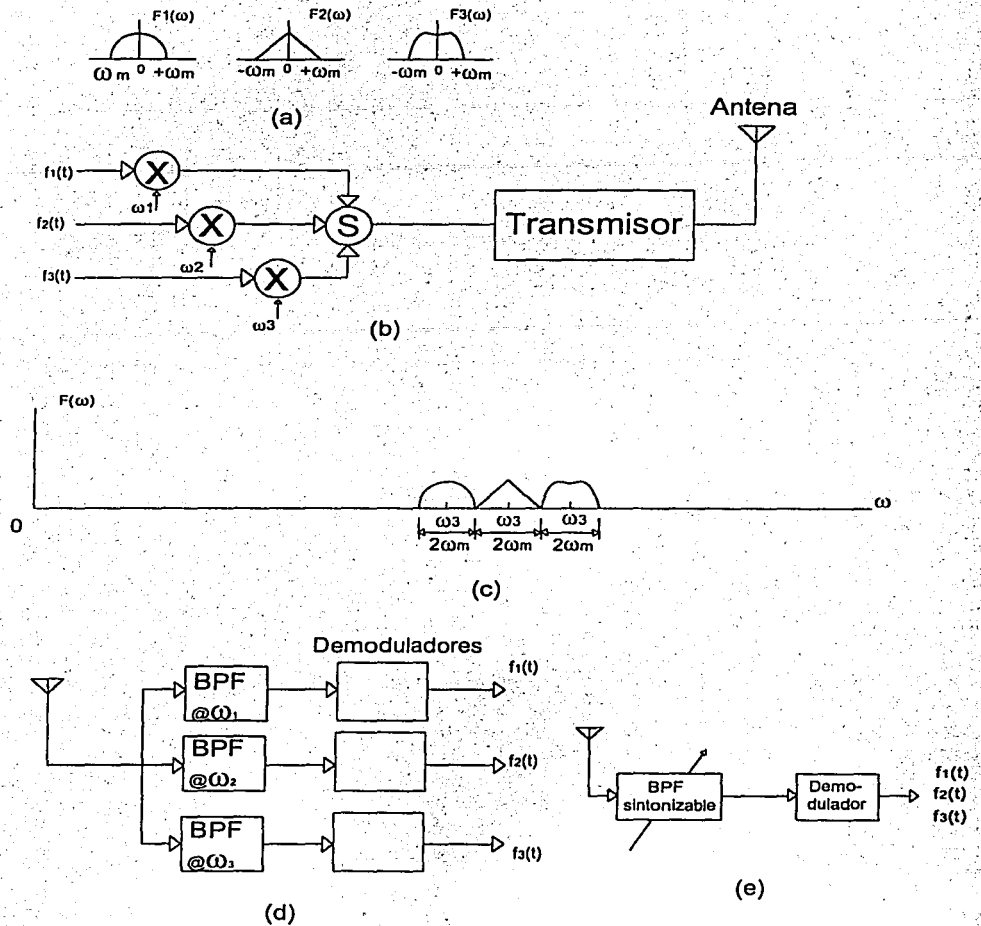 F1(ω) F2(ω) F3(ω)
ωm 0 +ωm -ωm 0 +ωm -ωm 0 +ωm
(a)
Antena
f1(t)
X
ω1
f2(t)
X
S
Transmisor
ω2
f3(t)
X
ω3
(b)
F(ω)
0
ω
ω3 ω3 ω3
2ωm 2ωm 2ωm
(c)
Demoduladores
BPF
@ω1
f1(t)
BPF
@ω2
f2(t)
BPF
@ω3
f3(t)
(d)
BPF
sintonizable
Demo-
dulador
f1(t)
f2(t)
f3(t)
(e)